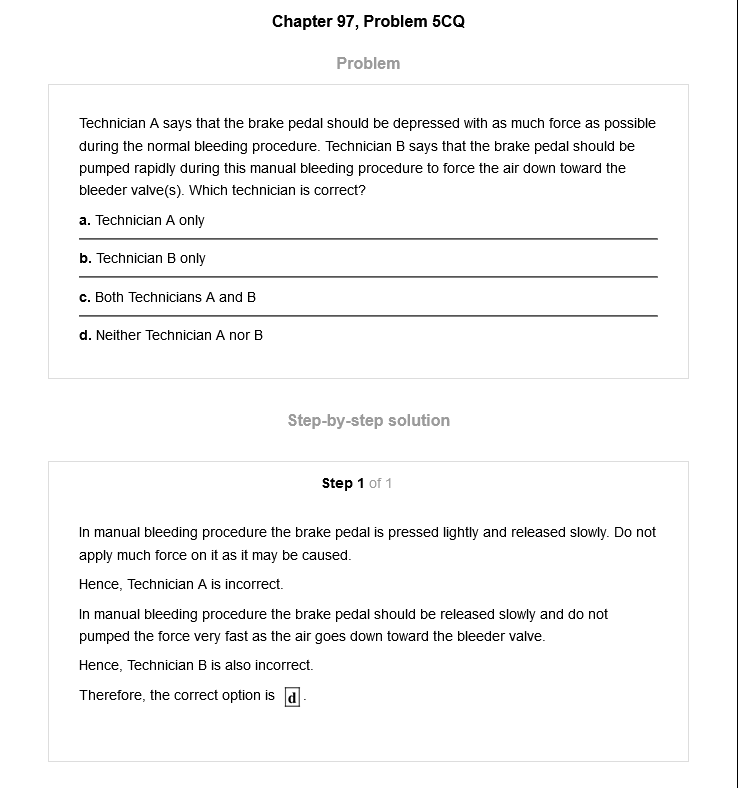 Chapter 97, Problem 5CQ
Problem
Technician A says that the brake pedal should be depressed with as much force as possible
during the normal bleeding procedure. Technician B says that the brake pedal should be
pumped rapidly during this manual bleeding procedure to force the air down toward the
bleeder valve(s). Which technician is correct?
a. Technician A only
b. Technician B only
c. Both Technicians A and B
d. Neither Technician A nor B
Step-by-step solution
Step 1 of 1
In manual bleeding procedure the brake pedal is pressed lightly and released slowly. Do not
apply much force on it as it may be caused.
Hence, Technician A is incorrect.
In manual bleeding procedure the brake pedal should be released slowly and do not
pumped the force very fast as the air goes down toward the bleeder valve.
Hence, Technician B is also incorrect.
Therefore, the correct option is d.